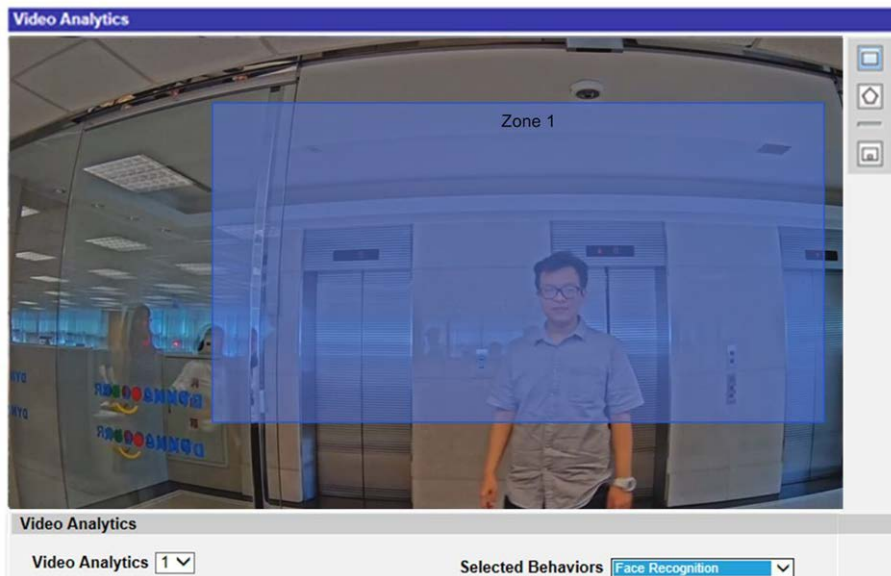 Video Analytics
Zone 1
Video Analytics
Video Analytics 1
Selected Behaviors Face Recognition